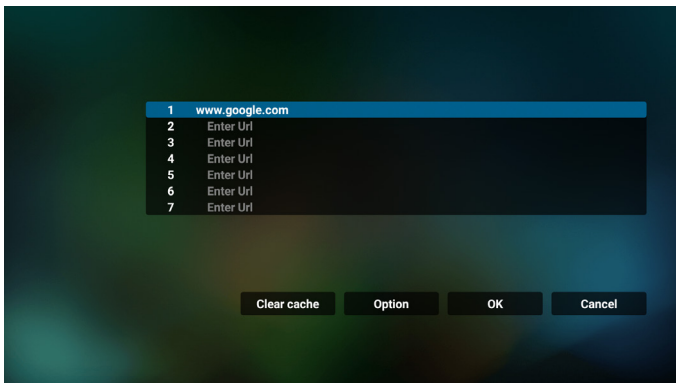 1 www.google.com
2 Enter Url
3 Enter Url
4 Enter Url
5 Enter Url
6 Enter Url
7 Enter Url
Clear cache Option OK Cancel